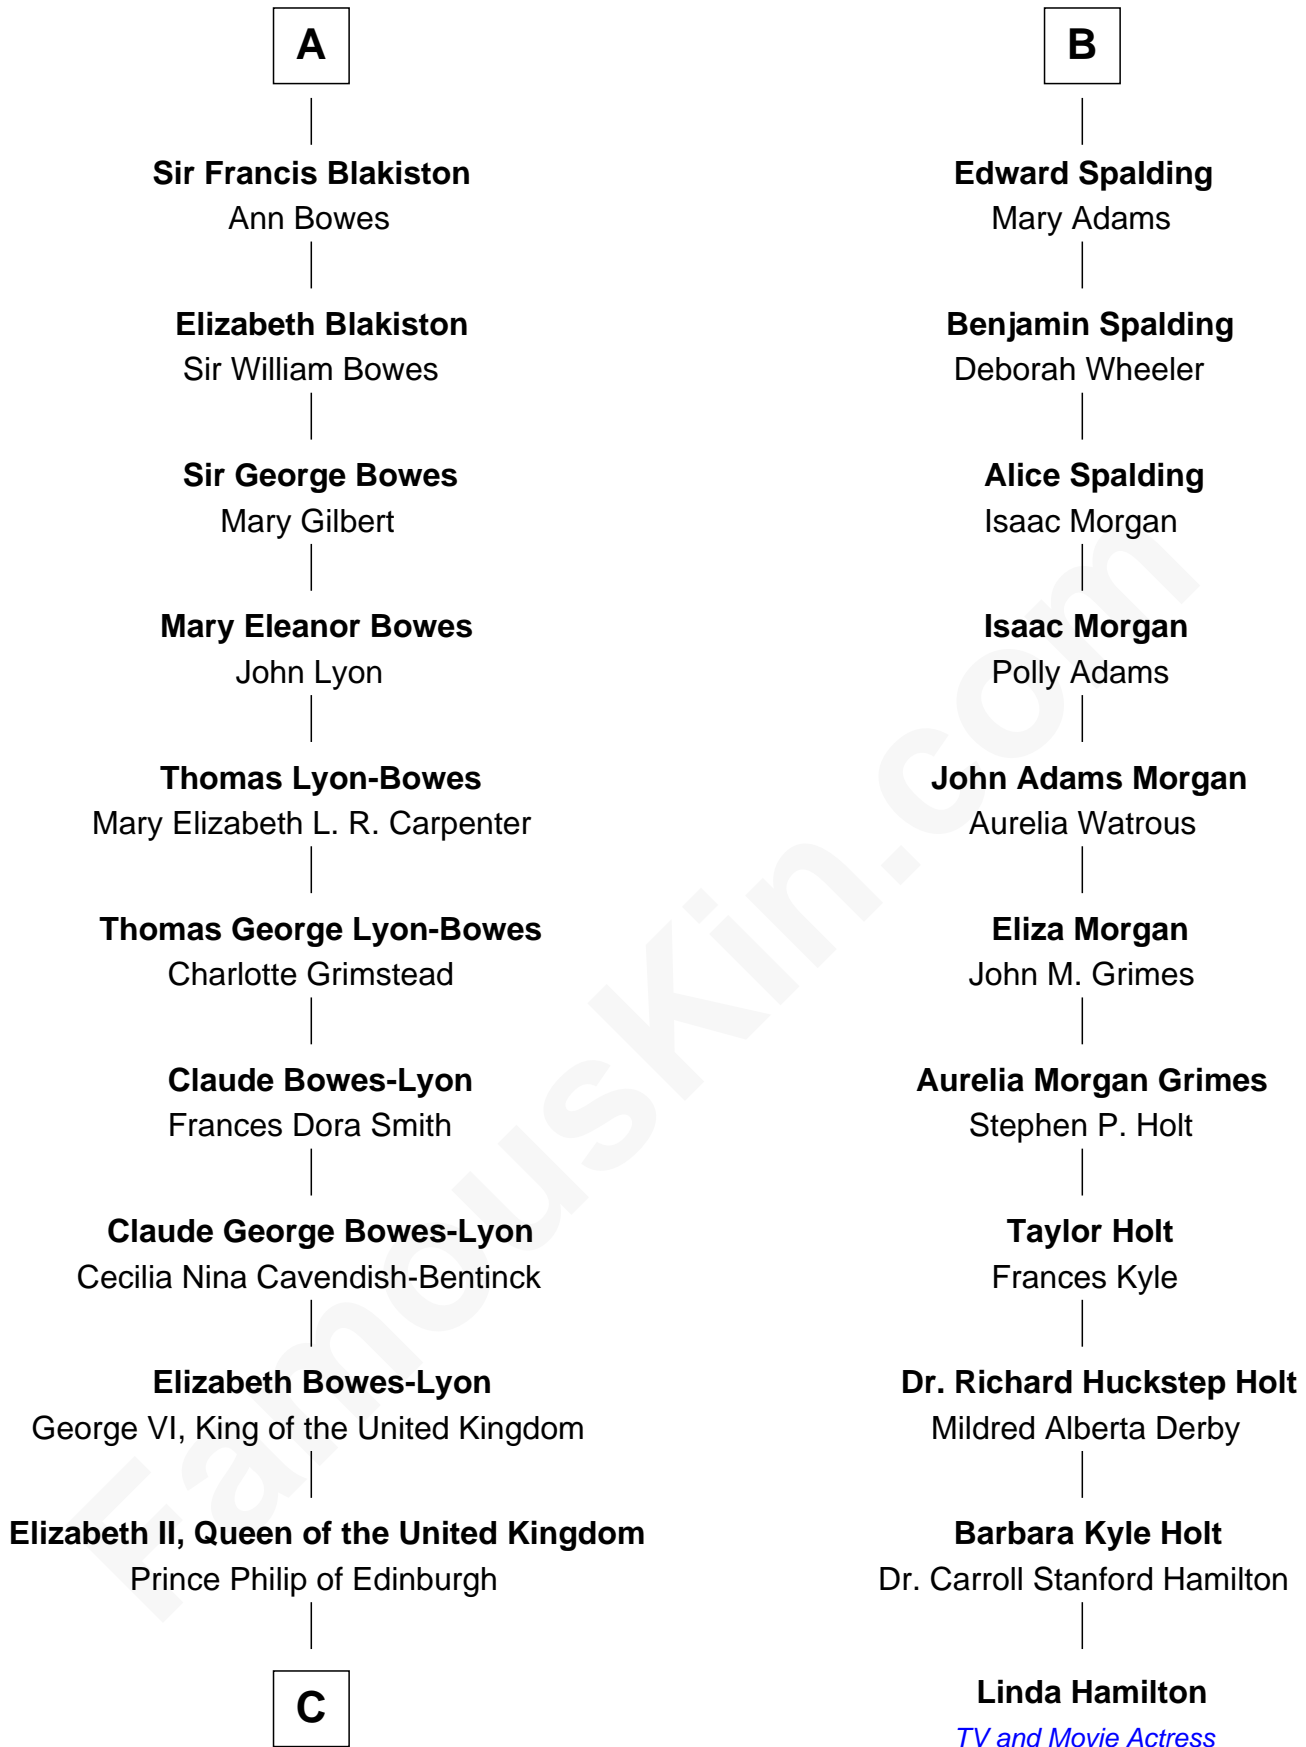 A
Sir Francis Blakiston
Ann Bowes
Elizabeth Blakiston
Sir William Bowes
Sir George Bowes
Mary Gilbert
Mary Eleanor Bowes
John Lyon
Thomas Lyon-Bowes
Mary Elizabeth L. R. Carpenter
Thomas George Lyon-Bowes
Charlotte Grimstead
Claude Bowes-Lyon
Frances Dora Smith
Claude George Bowes-Lyon
Cecilia Nina Cavendish-Bentinck
Elizabeth Bowes-Lyon
George VI, King of the United Kingdom
Elizabeth II, Queen of the United Kingdom
Prince Philip of Edinburgh
C
B
Edward Spalding
Mary Adams
Benjamin Spalding
Deborah Wheeler
Alice Spalding
Isaac Morgan
Isaac Morgan
Polly Adams
John Adams Morgan
Aurelia Watrous
Eliza Morgan
John M. Grimes
Aurelia Morgan Grimes
Stephen P. Holt
Taylor Holt
Frances Kyle
Dr. Richard Huckstep Holt
Mildred Alberta Derby
Barbara Kyle Holt
Dr. Carroll Stanford Hamilton
Linda Hamilton
TV and Movie Actress
FamousKin.com